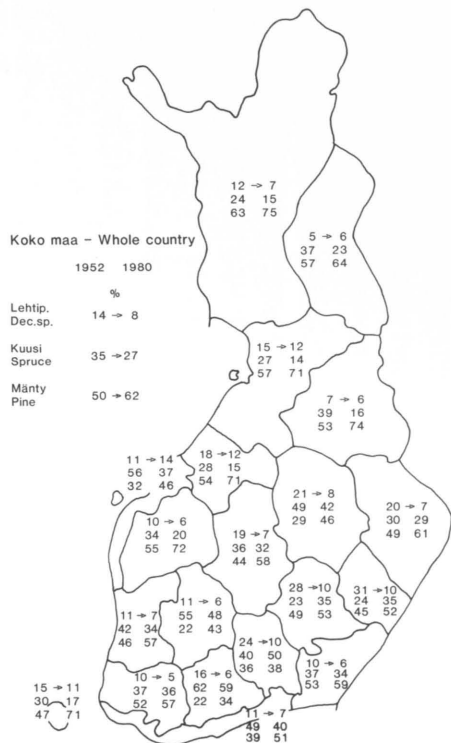 12 → 7
24 15
63 75
5 → 6
37 23
57 64
Koko maa – Whole country
1952 1980
%
Lehtip.
Dec.sp. 14 → 8
Kuusi
Spruce 35 → 27
Mänty
Pine 50 → 62
15 → 12
27 14
57 71
7 → 6
39 16
53 74
11 → 14
56 37
32 46
18 → 12
28 15
54 71
21 → 8
49 42
29 46
20 → 7
30 29
49 61
10 → 6
34 20
55 72
19 → 7
36 32
44 58
28 → 10
23 35
49 53
31 → 10
24 35
45 52
11 → 7
42 34
46 57
11 → 6
55 48
22 43
24 → 10
40 50
36 38
10 → 6
37 34
53 59
15 → 11
30 17
47 71
10 → 5
37 36
52 57
16 → 6
62 59
22 34
11 → 7
49 40
39 51